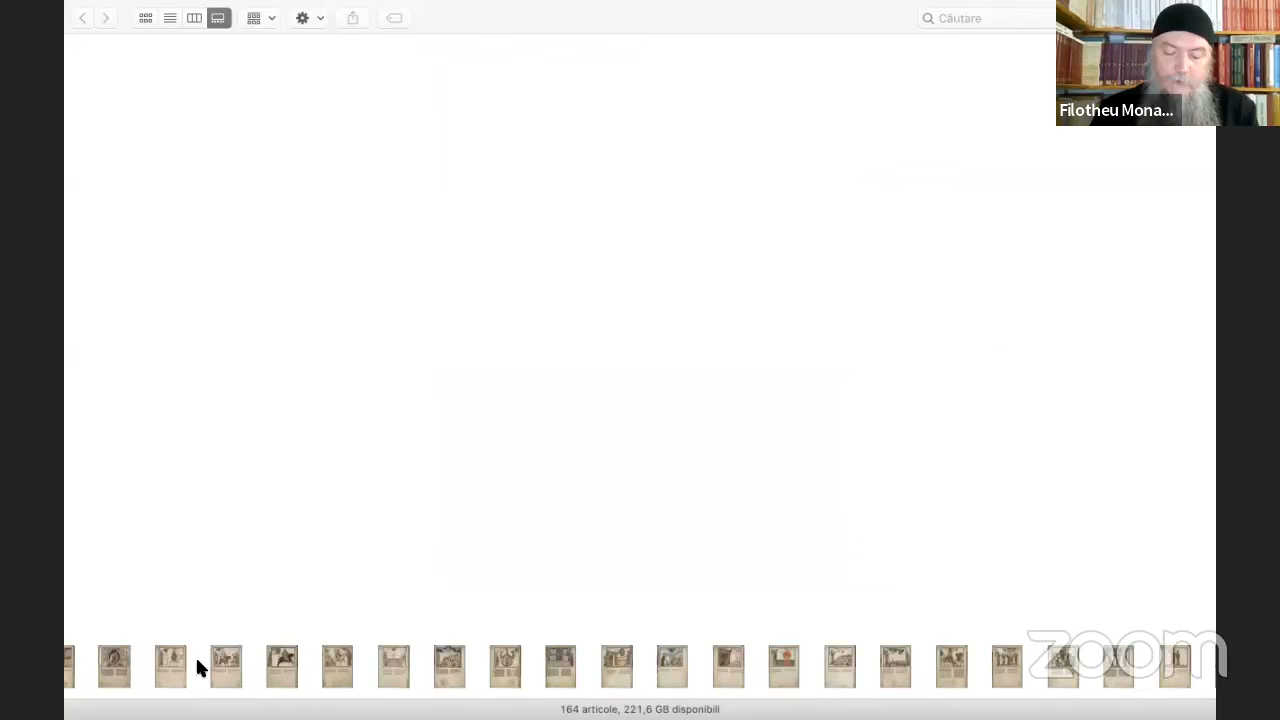 Căutare
Filotheu Mona...
zoom
164 articole, 221,6 GB disponibili